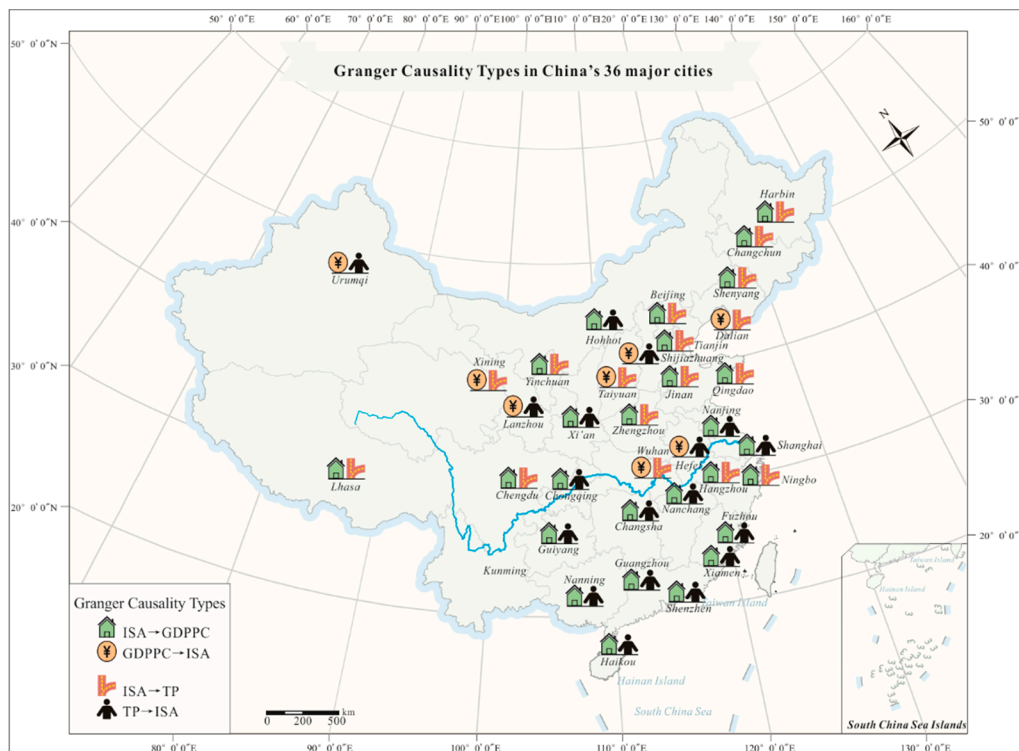 50° 0′0″E 60° 0′0″E 70° 0′0″E 80° 0′0″E 90° 0′0″E 100° 0′0″E 110° 0′0″E 120° 0′0″E 130° 0′0″E 140° 0′0″E 150° 0′0″E 160° 0′0″E
50° 0′0″N
Granger Causality Types in China's 36 major cities
N
50° 0′0″
Harbin
40° 0′0″N
Changchun
40° 0′0″
Urumqi
Shenyang
Beijing
Dalian
Hohhot
Tianjin
Shijiazhuang
30° 0′0″N
Xining
Yinchuan
Taiyuan
Jinan
Qingdao
30° 0′0″
Lanzhou
Xi'an
Zhengzhou
Nanjing
Shanghai
Wuhan
Hefei
Lhasa
Chengdu
Chongqing
Hangzhou
Ningbo
20° 0′0″N
Nanchang
Changsha
Fuzhou
20° 0′0″
Guiyang
Kunming
Xiamen
Guangzhou
Nanning
Shenzhen
Taiwan Island
Haikou
Hainan Island
South China Sea
Granger Causality Types
ISA→GDPPC
¥ GDPPC→ISA
ISA→TP
TP→ISA
0 200 500 km
Taiwan Island
Hainan Island
South China Sea Islands
80° 0′0″E 90° 0′0″E 100° 0′0″E 110° 0′0″E 120° 0′0″E 130° 0′0″E